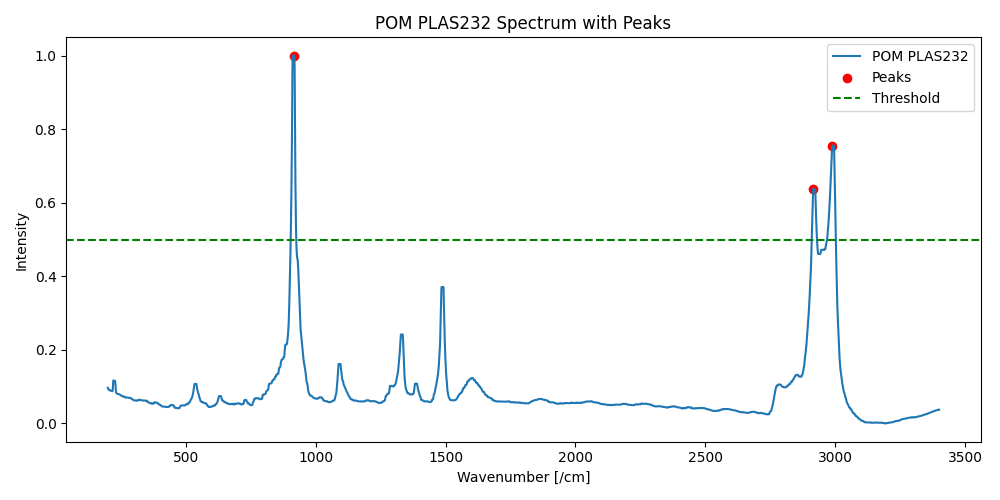 POM PLAS232 Spectrum with Peaks
POM PLAS232
Peaks
Threshold
1.0
0.8
0.6
0.4
0.2
0.0
Intensity
500 1000 1500 2000 2500 3000 3500
Wavenumber [/cm]